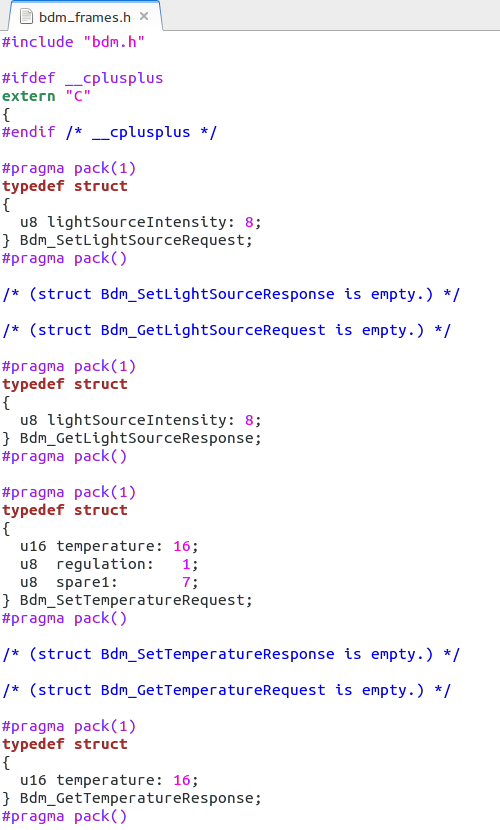 bdm_frames.h ×
#include "bdm.h"

#ifdef __cplusplus
extern "C"
{
#endif /* __cplusplus */

#pragma pack(1)
typedef struct
{
  u8 lightSourceIntensity: 8;
} Bdm_SetLightSourceRequest;
#pragma pack()

/* (struct Bdm_SetLightSourceResponse is empty.) */

/* (struct Bdm_GetLightSourceRequest is empty.) */

#pragma pack(1)
typedef struct
{
  u8 lightSourceIntensity: 8;
} Bdm_GetLightSourceResponse;
#pragma pack()

#pragma pack(1)
typedef struct
{
  u16 temperature: 16;
  u8  regulation:   1;
  u8  spare1:       7;
} Bdm_SetTemperatureRequest;
#pragma pack()

/* (struct Bdm_SetTemperatureResponse is empty.) */

/* (struct Bdm_GetTemperatureRequest is empty.) */

#pragma pack(1)
typedef struct
{
  u16 temperature: 16;
} Bdm_GetTemperatureResponse;
#pragma pack()